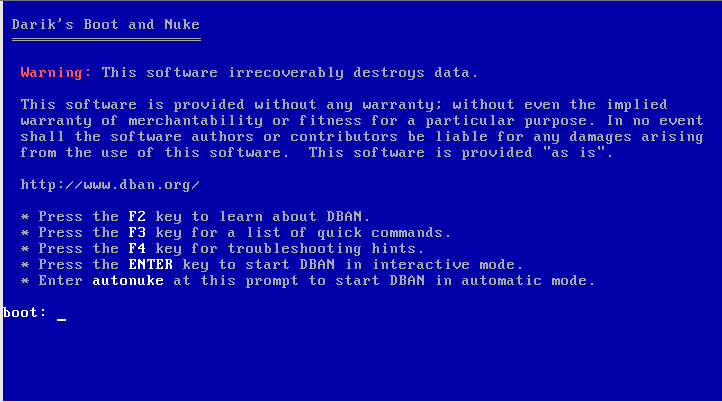 Darik's Boot and Nuke
Warning: This software irrecoverably destroys data.
This software is provided without any warranty; without even the implied
warranty of merchantability or fitness for a particular purpose. In no event
shall the software authors or contributors be liable for any damages arising
from the use of this software.  This software is provided "as is".
http://www.dban.org/
* Press the F2 key to learn about DBAN.
* Press the F3 key for a list of quick commands.
* Press the F4 key for troubleshooting hints.
* Press the ENTER key to start DBAN in interactive mode.
* Enter autonuke at this prompt to start DBAN in automatic mode.
boot: _